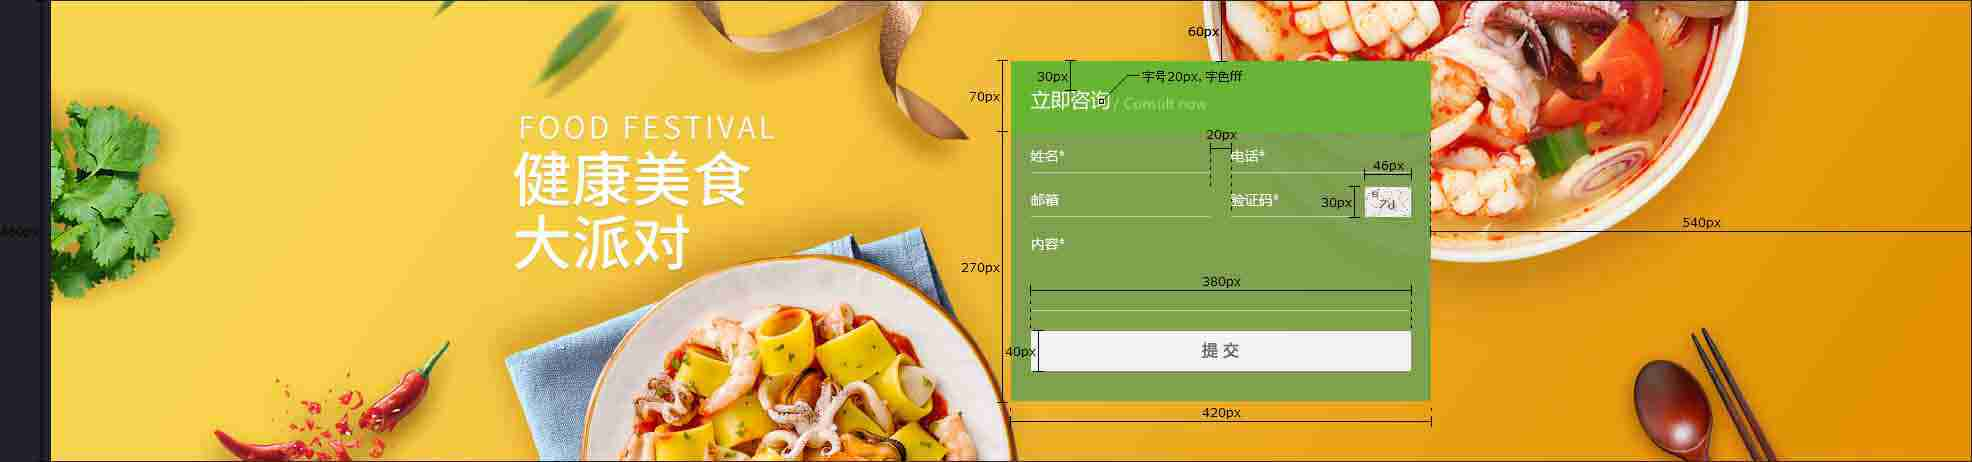 60px
30px
字号20px, 字色fff
70px
立即咨询 / Consult now
FOOD FESTIVAL
20px
健康美食
姓名*
电话*
46px
邮箱
验证码*
30px
7d
460px
540px
大派对
内容*
270px
380px
40px
提 交
420px